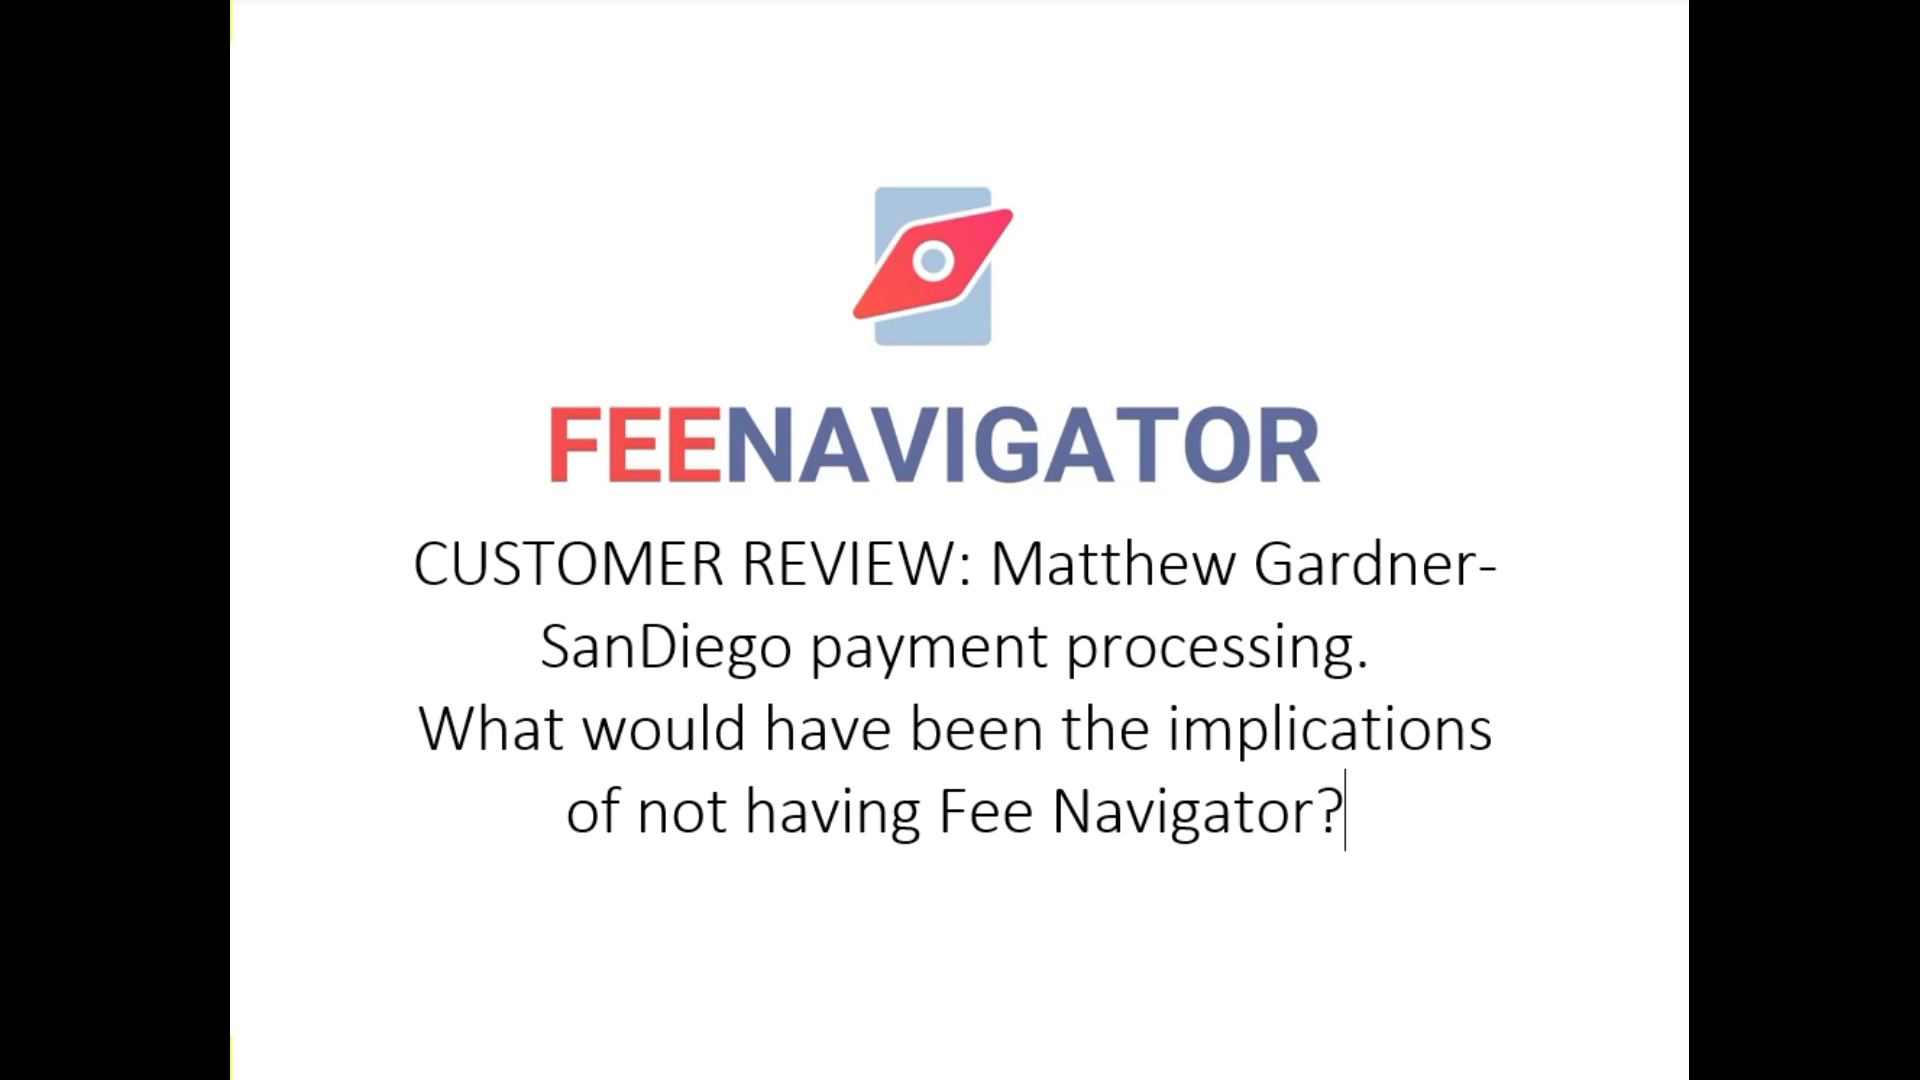 FEENAVIGATOR
CUSTOMER REVIEW: Matthew Gardner-
SanDiego payment processing.
What would have been the implications
of not having Fee Navigator?